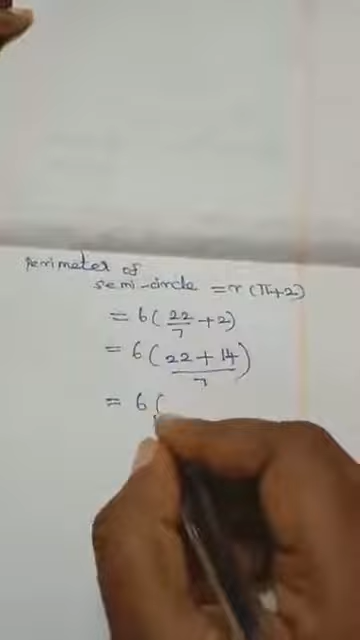 Perimeter of
semi-circle = r (π+2)
= 6 ( 22/7 + 2)
= 6 ( 22 + 14 / 7 )
= 6 (